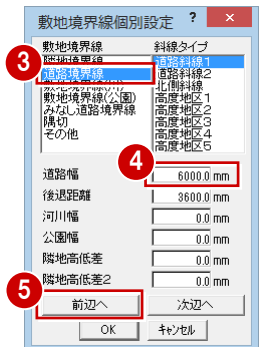 敷地境界線個別設定 ? ×
敷地境界線 斜線タイプ
3
隣地境界線 道路斜線1
道路境界線 道路斜線2
北側斜線
敷地境界線(公園) 高度地区1
みなし道路境界線 高度地区2
隅切 高度地区3
その他 高度地区4
高度地区5
4
道路幅 6000.0 mm
後退距離 3600.0 mm
河川幅 0.0 mm
公園幅 0.0 mm
隣地高低差 0.0 mm
隣地高低差2 0.0 mm
5
前辺へ 次辺へ
OK キャンセル